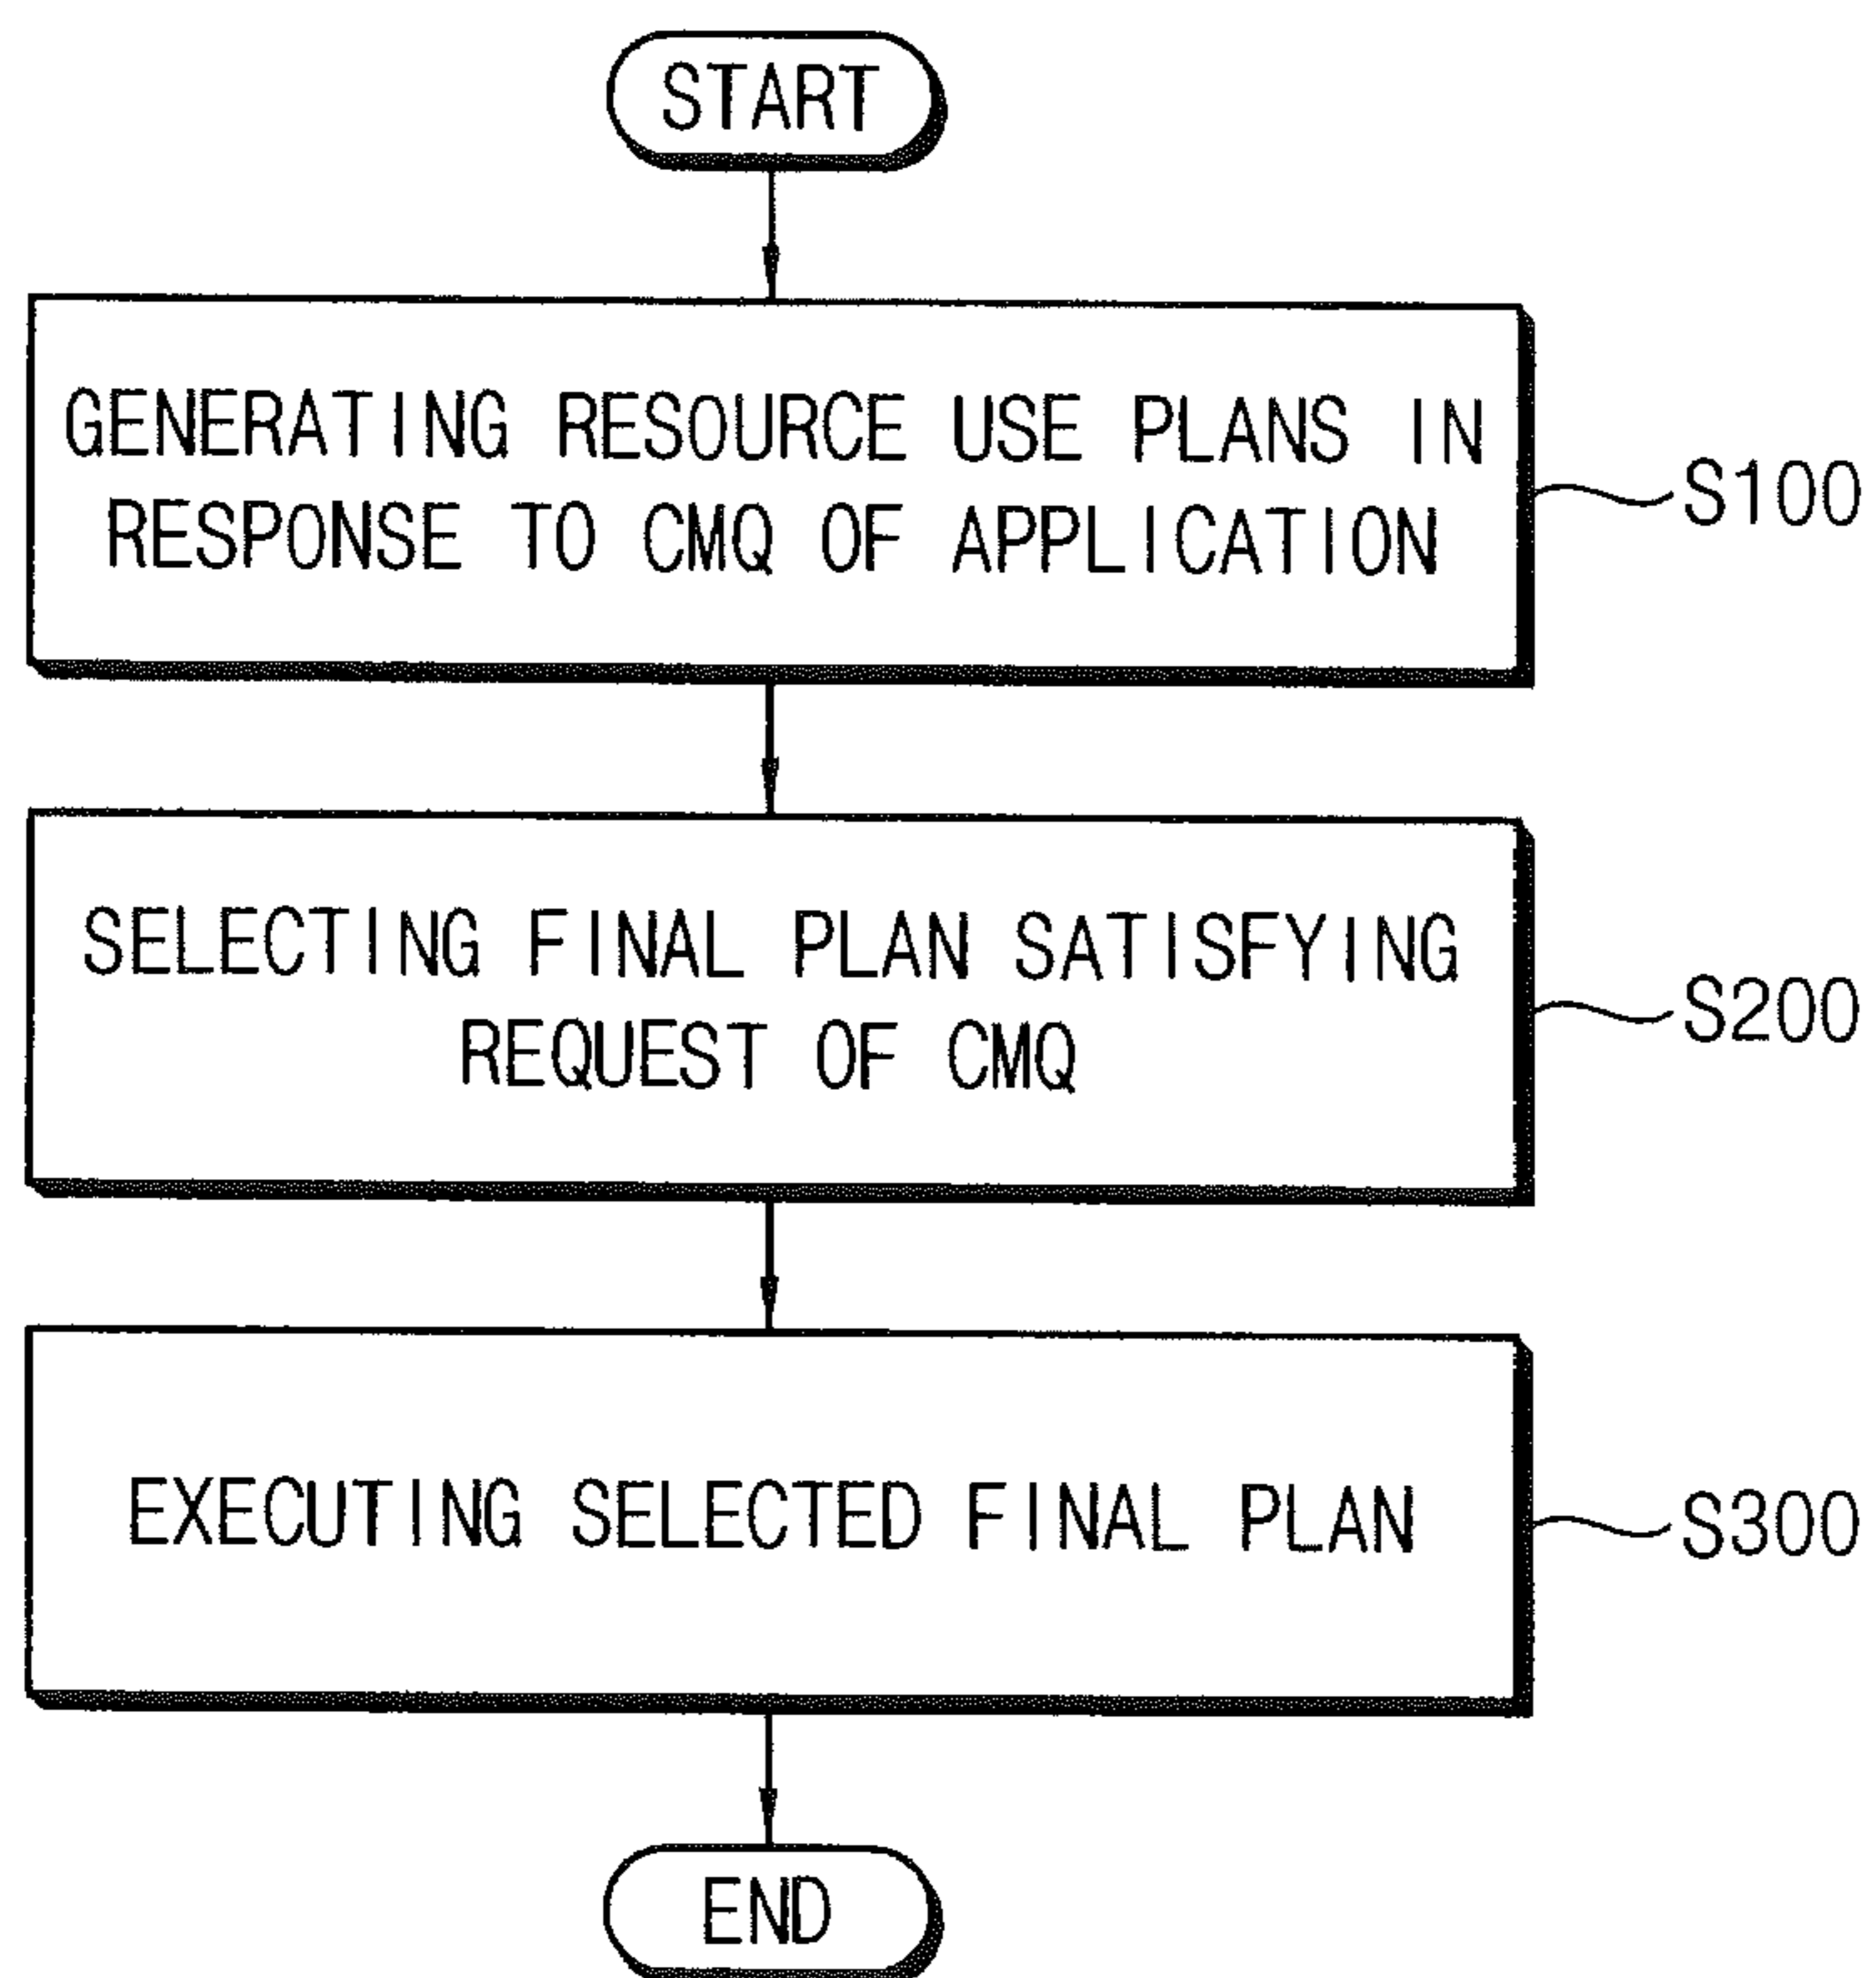 START
GENERATING RESOURCE USE PLANS IN
RESPONSE TO CMQ OF APPLICATION
S100
SELECTING FINAL PLAN SATISFYING
REQUEST OF CMQ
S200
EXECUTING SELECTED FINAL PLAN
S300
END